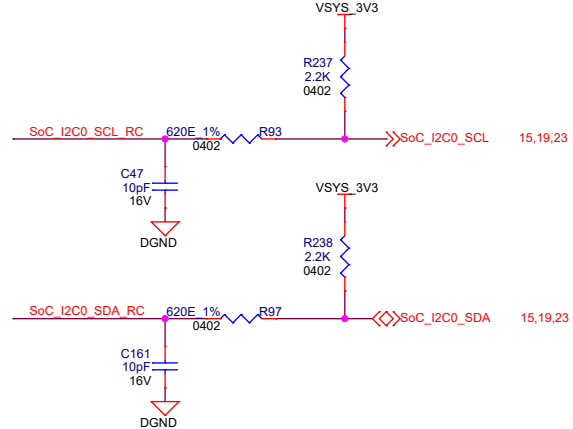 VSYS_3V3
R237
2.2K
0402
SoC_I2C0_SCL_RC 620E_1% R93 SoC_I2C0_SCL 15,19,23
0402
C47
10pF
16V
DGND
VSYS_3V3
R238
2.2K
0402
SoC_I2C0_SDA_RC 620E_1% R97 SoC_I2C0_SDA 15,19,23
0402
C161
10pF
16V
DGND